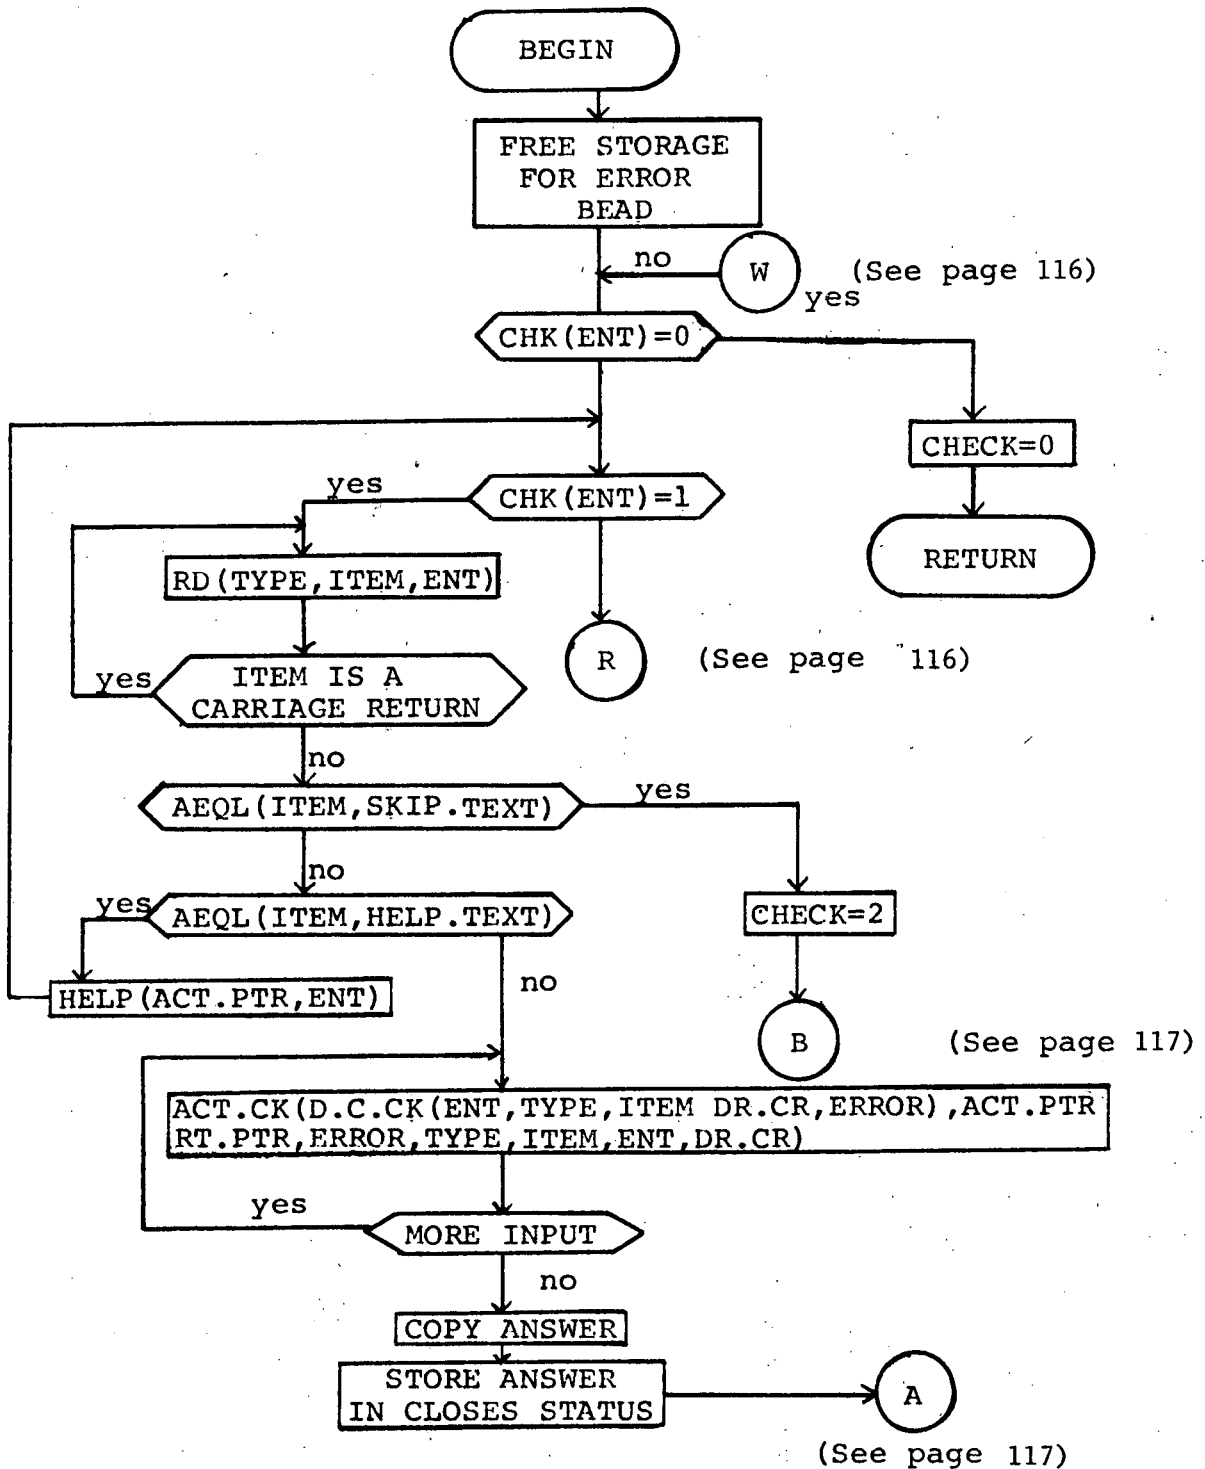 BEGIN
FREE STORAGE
FOR ERROR
BEAD
no
W
(See page 116)
yes
CHK(ENT)=0
CHECK=0
yes
CHK(ENT)=1
RETURN
RD(TYPE,ITEM,ENT)
R
(See page 116)
yes
ITEM IS A
CARRIAGE RETURN
no
AEQL(ITEM,SKIP.TEXT)
yes
no
yes
AEQL(ITEM,HELP.TEXT)
CHECK=2
no
HELP(ACT.PTR,ENT)
B
(See page 117)
ACT.CK(D.C.CK(ENT,TYPE,ITEM DR.CR,ERROR),ACT.PTR
RT.PTR,ERROR,TYPE,ITEM,ENT,DR.CR)
yes
MORE INPUT
no
COPY ANSWER
STORE ANSWER
IN CLOSES STATUS
A
(See page 117)